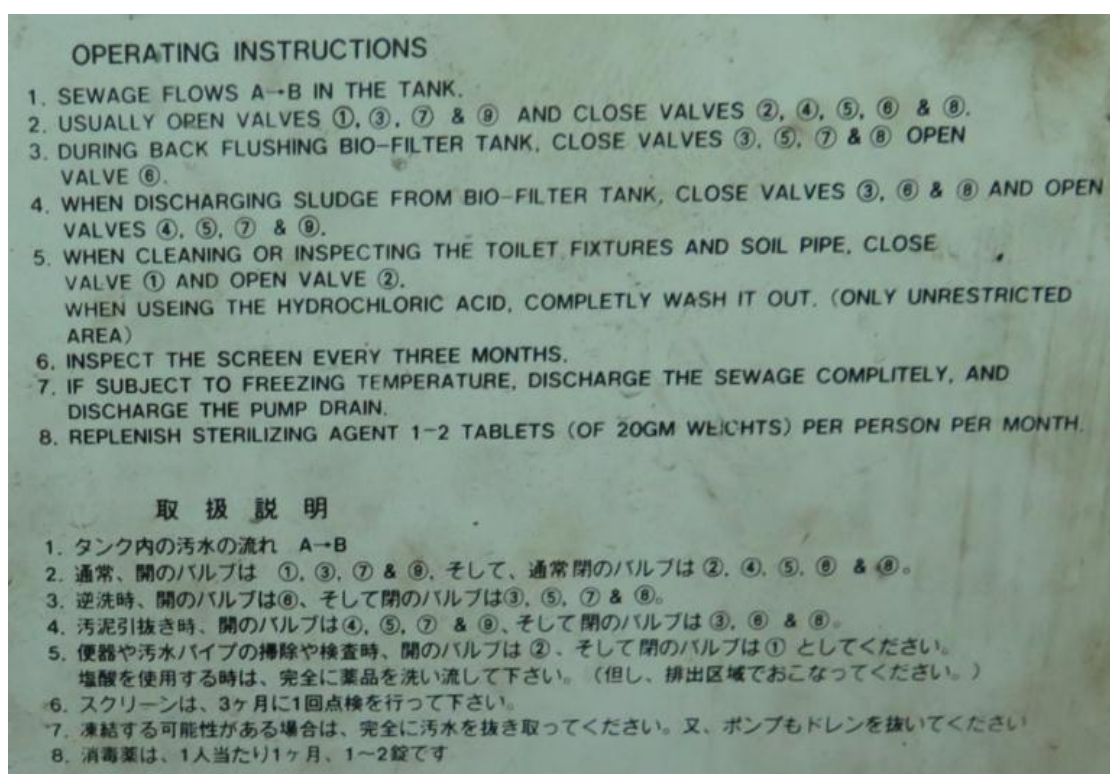 OPERATING INSTRUCTIONS
1. SEWAGE FLOWS A→B IN THE TANK.
2. USUALLY OPEN VALVES ①, ③, ⑦ & ⑨ AND CLOSE VALVES ②, ④, ⑤, ⑥ & ⑧.
3. DURING BACK FLUSHING BIO-FILTER TANK, CLOSE VALVES ③, ⑤, ⑦ & ⑧ OPEN
VALVE ⑥.
4. WHEN DISCHARGING SLUDGE FROM BIO-FILTER TANK, CLOSE VALVES ③, ⑥ & ⑧ AND OPEN
VALVES ④, ⑤, ⑦ & ⑨.
5. WHEN CLEANING OR INSPECTING THE TOILET FIXTURES AND SOIL PIPE, CLOSE
VALVE ① AND OPEN VALVE ②.
WHEN USEING THE HYDROCHLORIC ACID, COMPLETLY WASH IT OUT. (ONLY UNRESTRICTED
AREA)
6. INSPECT THE SCREEN EVERY THREE MONTHS.
7. IF SUBJECT TO FREEZING TEMPERATURE, DISCHARGE THE SEWAGE COMPLITELY, AND
DISCHARGE THE PUMP DRAIN.
8. REPLENISH STERILIZING AGENT 1-2 TABLETS (OF 20GM WEICHTS) PER PERSON PER MONTH.
取扱説明
1. タンク内の汚水の流れ A→B
2. 通常、開のバルブは ①, ③, ⑦ & ⑨, そして、通常閉のバルブは ②, ④, ⑤, ⑥ & ⑧。
3. 逆洗時、開のバルブは⑥、そして閉のバルブは③, ⑤, ⑦ & ⑧。
4. 汚泥引抜き時、開のバルブは④, ⑤, ⑦ & ⑨、そして閉のバルブは ③, ⑥ & ⑧。
5. 便器や汚水パイプの掃除や検査時、開のバルブは ②、そして閉のバルブは① としてください。
塩酸を使用する時は、完全に薬品を洗い流して下さい。(但し、排出区域でおこなってください。)
6. スクリーンは、3ヶ月に1回点検を行って下さい。
7. 凍結する可能性がある場合は、完全に汚水を抜き取ってください。又、ポンプもドレンを抜いてください
8. 消毒薬は、1人当たり1ヶ月、1〜2錠です